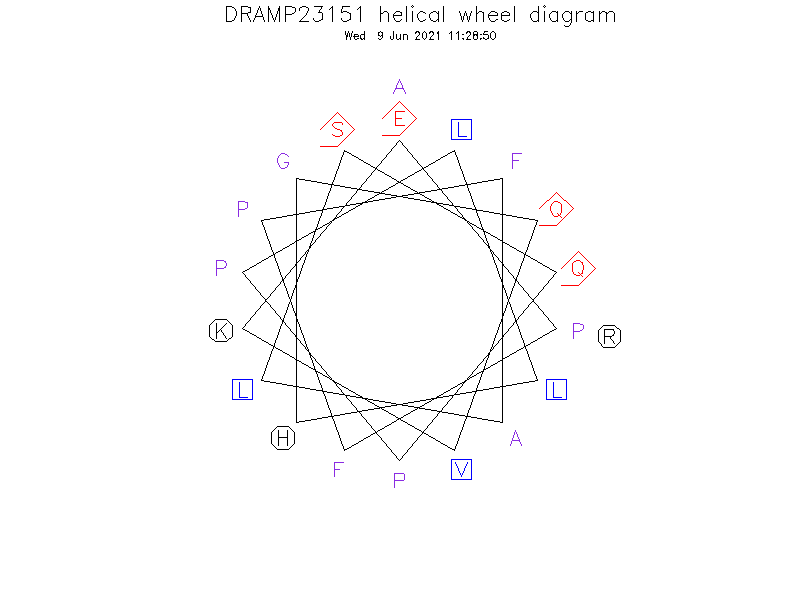 DRAMP23151 helical wheel diagram
Wed 9 Jun 2021 11:28:50
A
S E L
G F
P Q
P Q
K P R
L L
H A
F P V